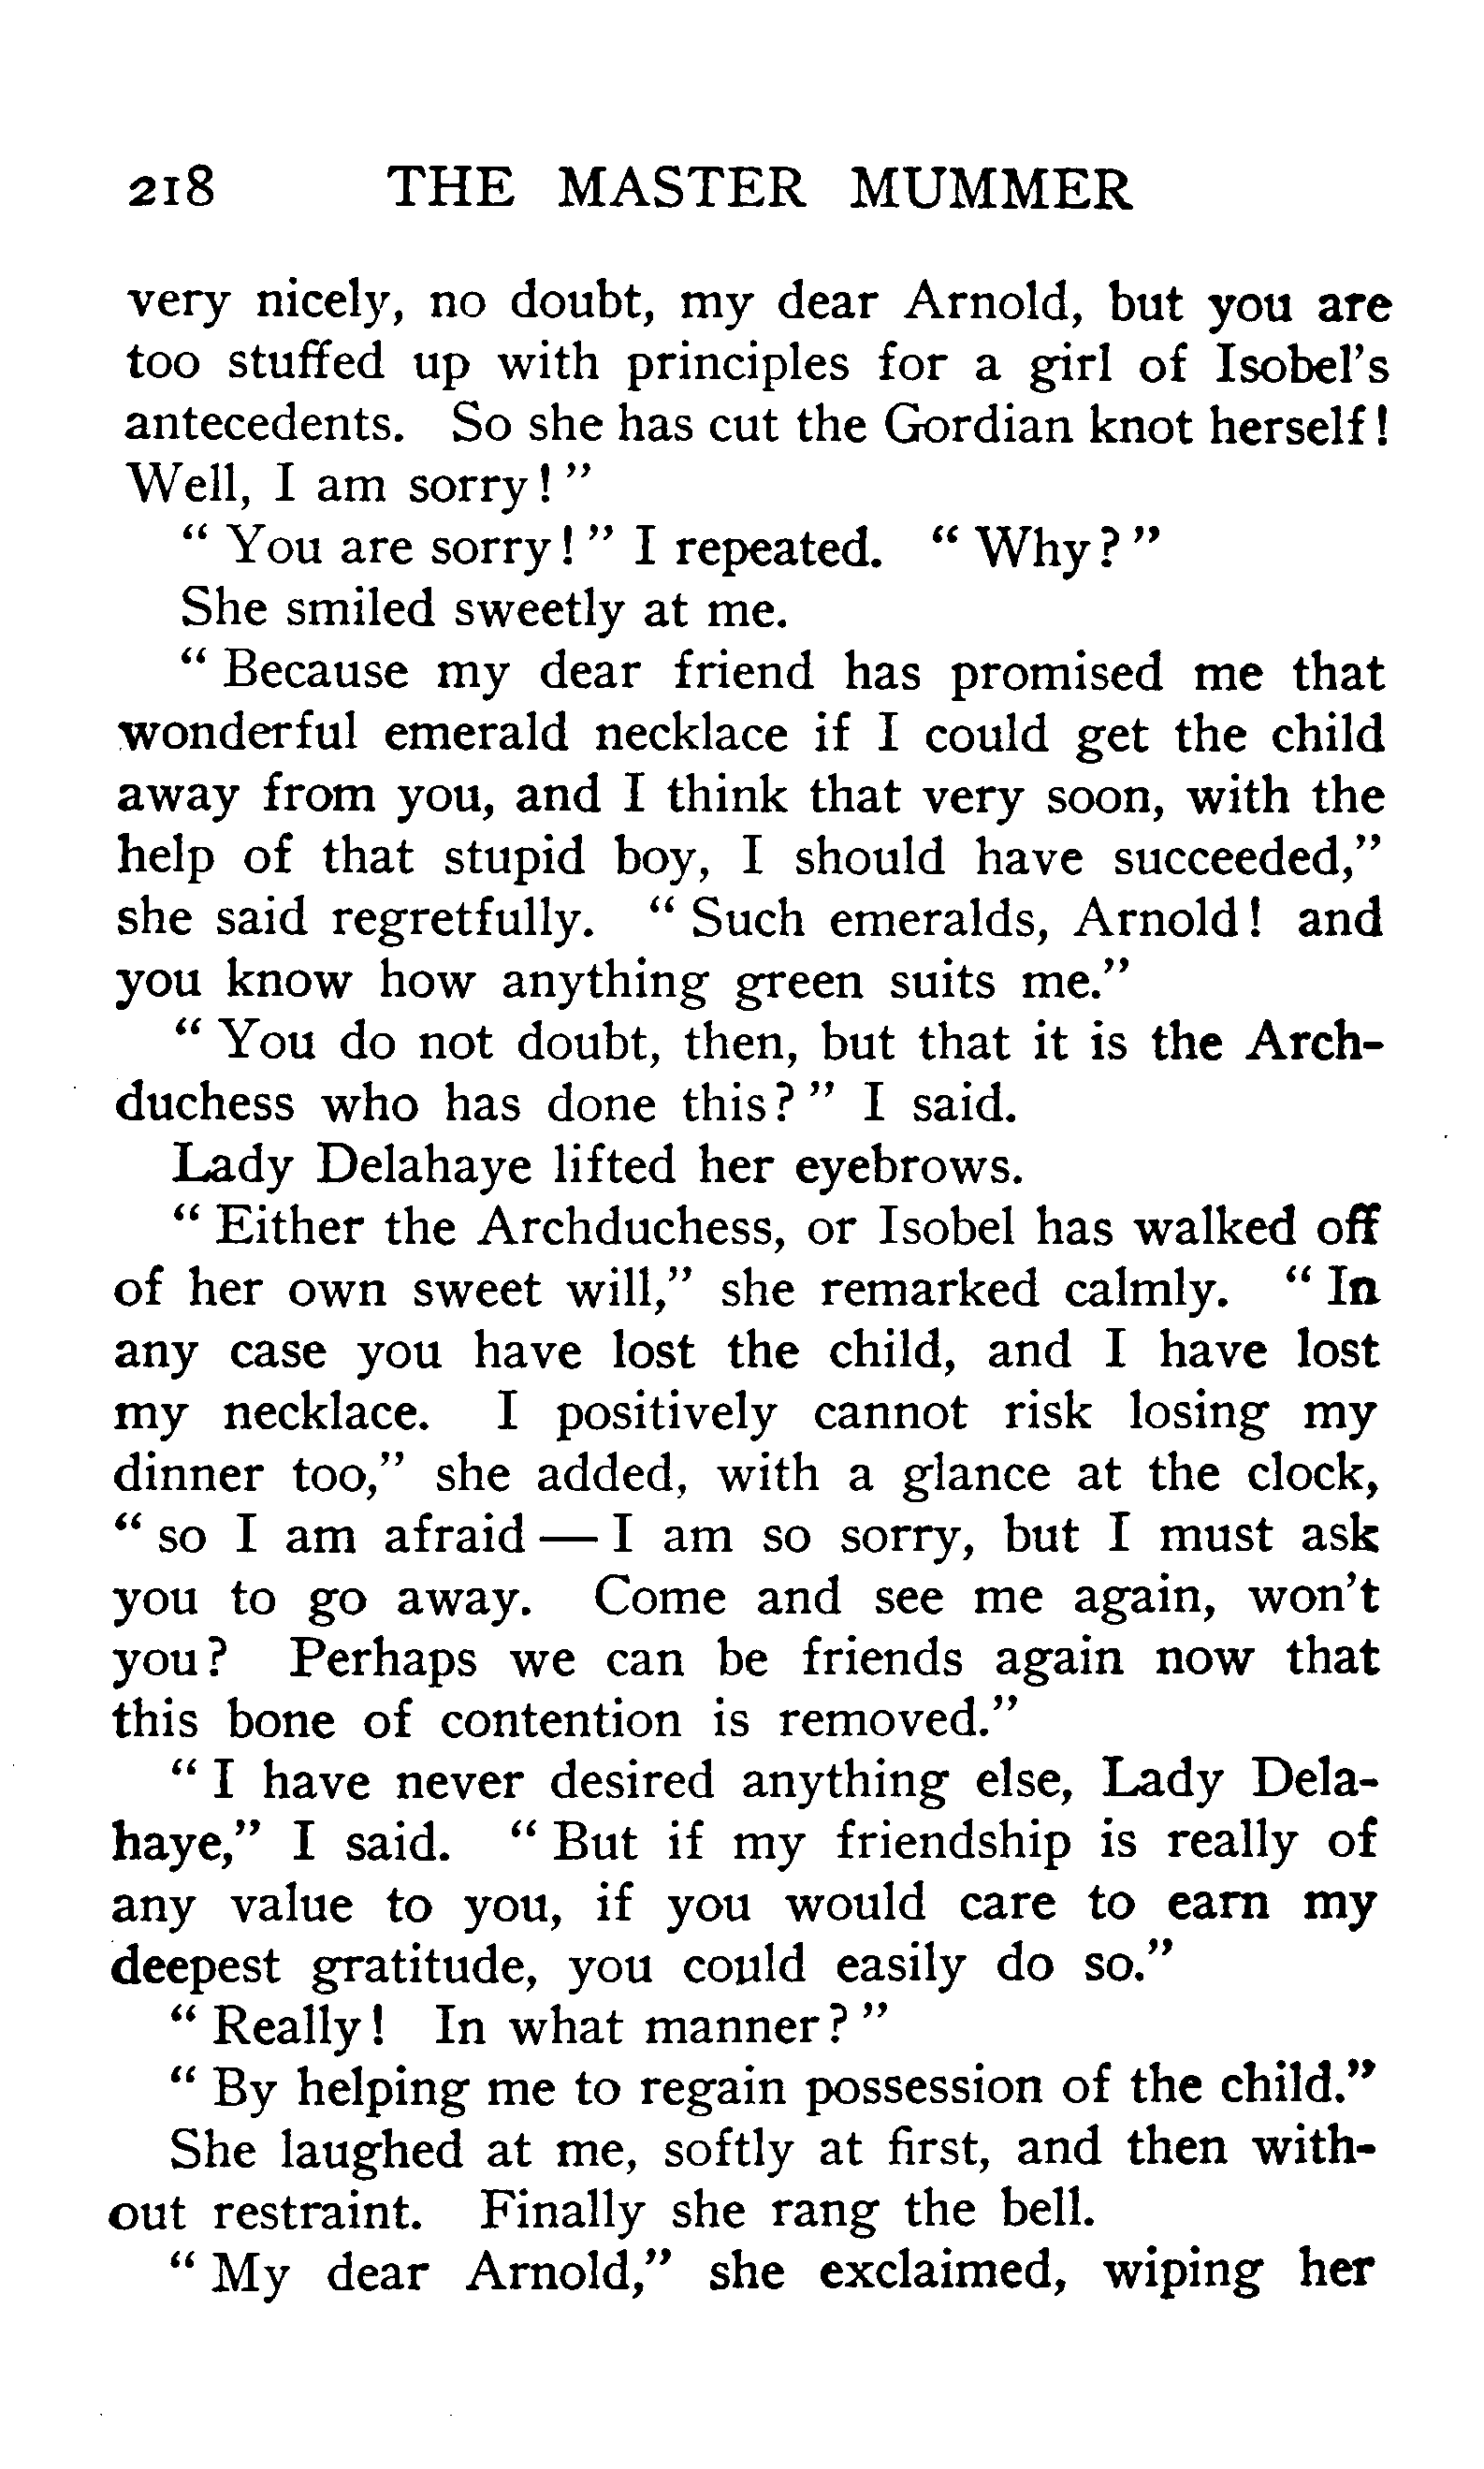 218 THE MASTER MUMMER
very nicely, no doubt, my dear Arnold, but you are
too stuffed up with principles for a girl of Isobel's
antecedents. So she has cut the Gordian knot herself!
Well, I am sorry!"
"You are sorry!" I repeated. "Why?"
She smiled sweetly at me.
"Because my dear friend has promised me that
wonderful emerald necklace if I could get the child
away from you, and I think that very soon, with the
help of that stupid boy, I should have succeeded,"
she said regretfully. "Such emeralds, Arnold! and
you know how anything green suits me."
"You do not doubt, then, but that it is the Arch-
duchess who has done this?" I said.
Lady Delahaye lifted her eyebrows.
"Either the Archduchess, or Isobel has walked off
of her own sweet will," she remarked calmly. "In
any case you have lost the child, and I have lost
my necklace. I positively cannot risk losing my
dinner too," she added, with a glance at the clock,
"so I am afraid — I am so sorry, but I must ask
you to go away. Come and see me again, won't
you? Perhaps we can be friends again now that
this bone of contention is removed."
"I have never desired anything else, Lady Dela-
haye," I said. "But if my friendship is really of
any value to you, if you would care to earn my
deepest gratitude, you could easily do so."
"Really! In what manner?"
"By helping me to regain possession of the child."
She laughed at me, softly at first, and then with-
out restraint. Finally she rang the bell.
"My dear Arnold," she exclaimed, wiping her